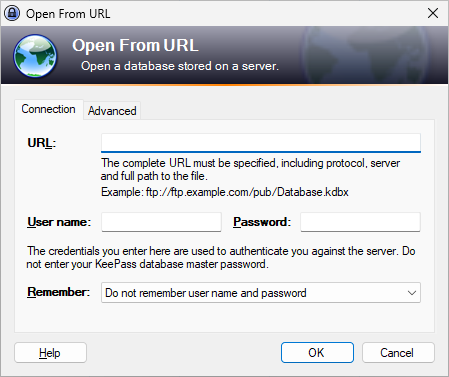 Open From URL
Open From URL
Open a database stored on a server.
Connection Advanced
URL:
The complete URL must be specified, including protocol, server
and full path to the file.
Example: ftp://ftp.example.com/pub/Database.kdbx
User name: Password:
The credentials you enter here are used to authenticate you against the server. Do
not enter your KeePass database master password.
Remember: Do not remember user name and password
Help OK Cancel